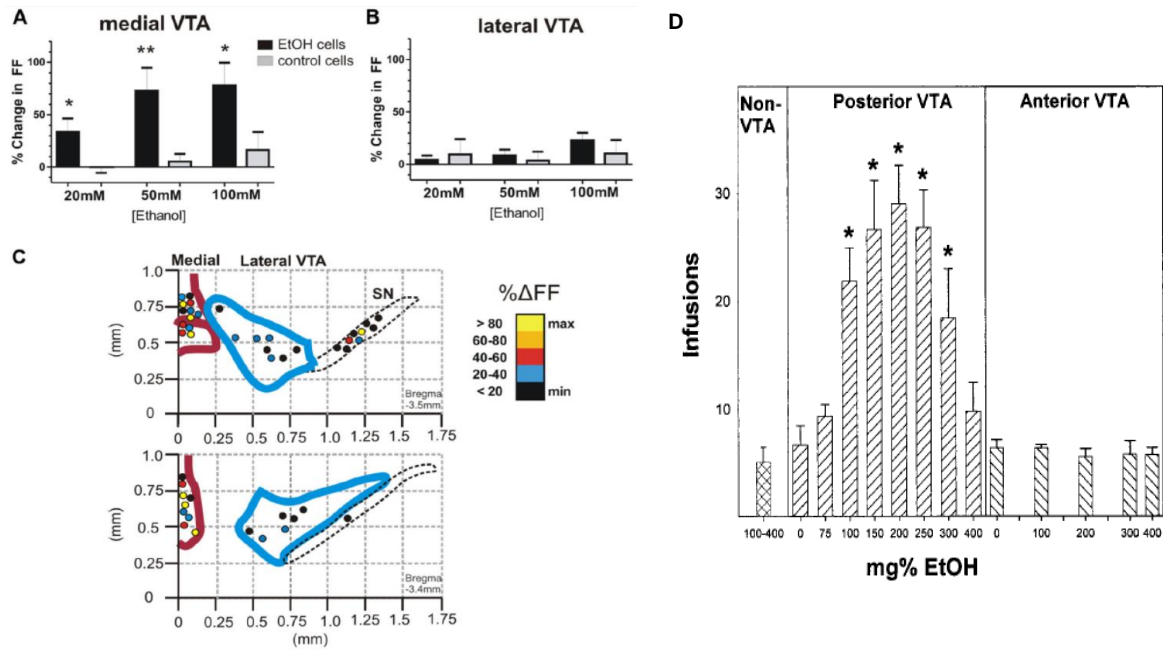 A
medial VTA
% Change in FF
100
50
0
*
**
*
EtOH cells
control cells
20mM
50mM
100mM
[Ethanol]
B
lateral VTA
% Change in FF
100
50
0
20mM
50mM
100mM
[Ethanol]
C
Medial
Lateral VTA
SN
(mm)
1.0
0.75
0.50
0.25
0
Bregma
-3.5mm
0
0.25
0.5
0.75
1.0
1.25
1.5
1.75
%ΔFF
> 80
60-80
40-60
20-40
< 20
max
min
(mm)
1.0
0.75
0.5
0.25
0
Bregma
-3.4mm
0
0.25
0.5
0.75
1.0
1.25
1.5
1.75
(mm)
D
Non-
VTA
Posterior VTA
Anterior VTA
Infusions
30
20
10
*
*
*
*
*
100-400
0
75
100
150
200
250
300
400
0
100
200
300
400
mg% EtOH